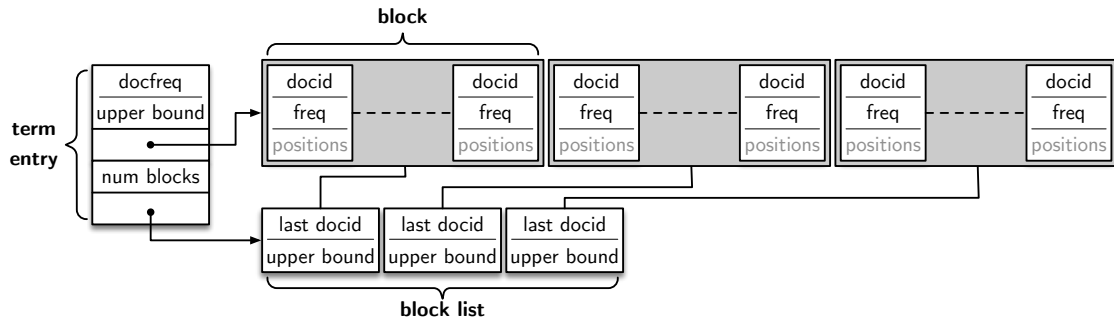 block
term
entry
docfreq
upper bound
num blocks
docid
freq
positions
docid
freq
positions
docid
freq
positions
docid
freq
positions
docid
freq
positions
docid
freq
positions
last docid
upper bound
last docid
upper bound
last docid
upper bound
block list